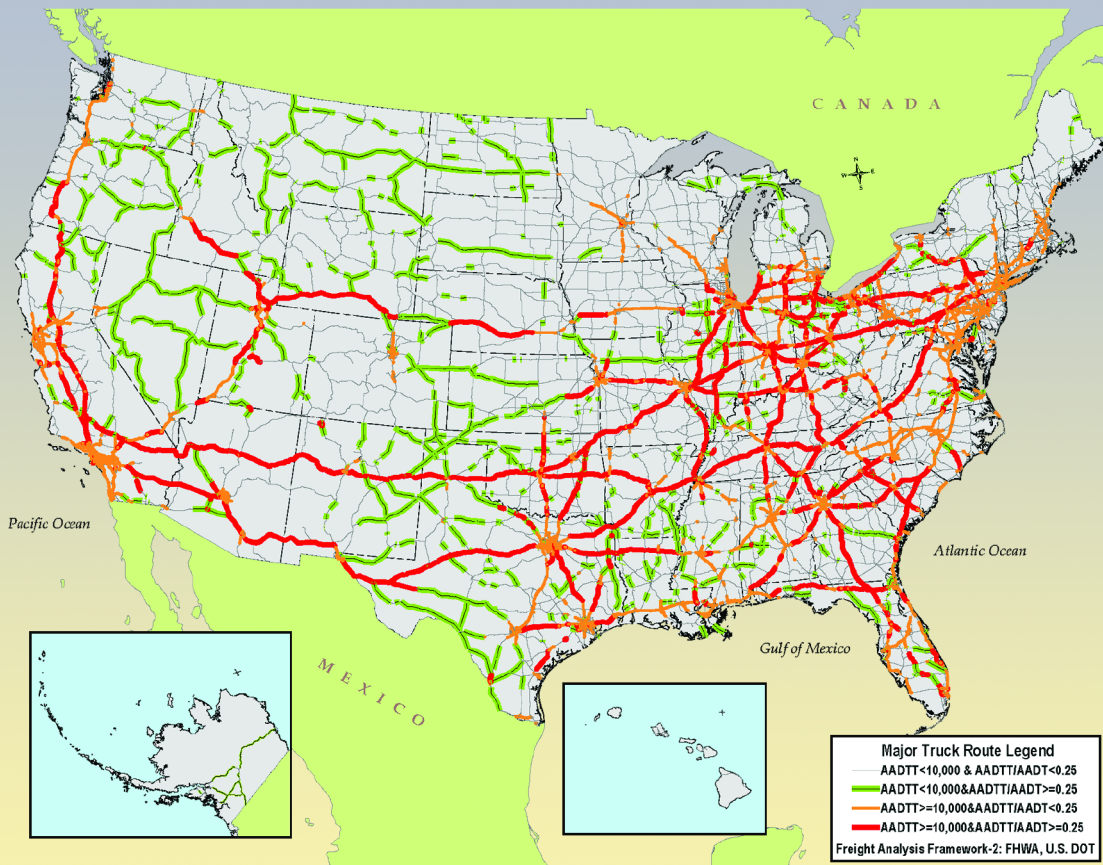 CANADA
N
W E
S
Pacific Ocean
Atlantic Ocean
Gulf of Mexico
MEXICO
Major Truck Route Legend
AADTT<10,000 & AADTT/AADT<0.25
AADTT<10,000&AADTT/AADT>=0.25
AADTT>=10,000&AADTT/AADT<0.25
AADTT>=10,000&AADTT/AADT>=0.25
Freight Analysis Framework-2: FHWA, U.S. DOT